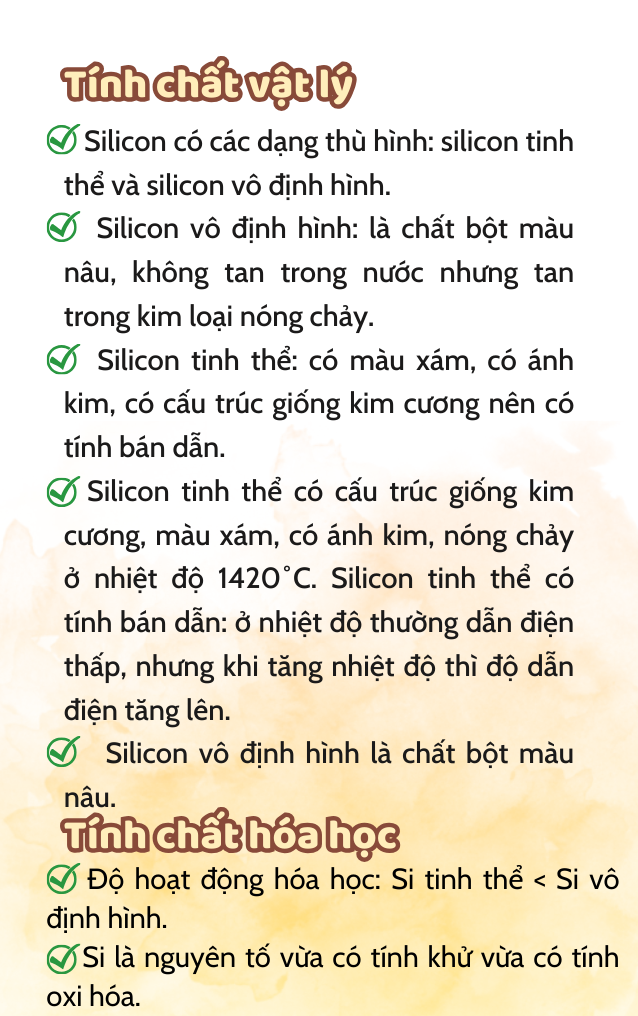 Tính chất vật lý
Silicon có các dạng thù hình: silicon tinh
thể và silicon vô định hình.
Silicon vô định hình: là chất bột màu
nâu, không tan trong nước nhưng tan
trong kim loại nóng chảy.
Silicon tinh thể: có màu xám, có ánh
kim, có cấu trúc giống kim cương nên có
tính bán dẫn.
Silicon tinh thể có cấu trúc giống kim
cương, màu xám, có ánh kim, nóng chảy
ở nhiệt độ 1420°C. Silicon tinh thể có
tính bán dẫn: ở nhiệt độ thường dẫn điện
thấp, nhưng khi tăng nhiệt độ thì độ dẫn
điện tăng lên.
Silicon vô định hình là chất bột màu
nâu.
Tính chất hóa học
Độ hoạt động hóa học: Si tinh thể < Si vô
định hình.
Si là nguyên tố vừa có tính khử vừa có tính
oxi hóa.